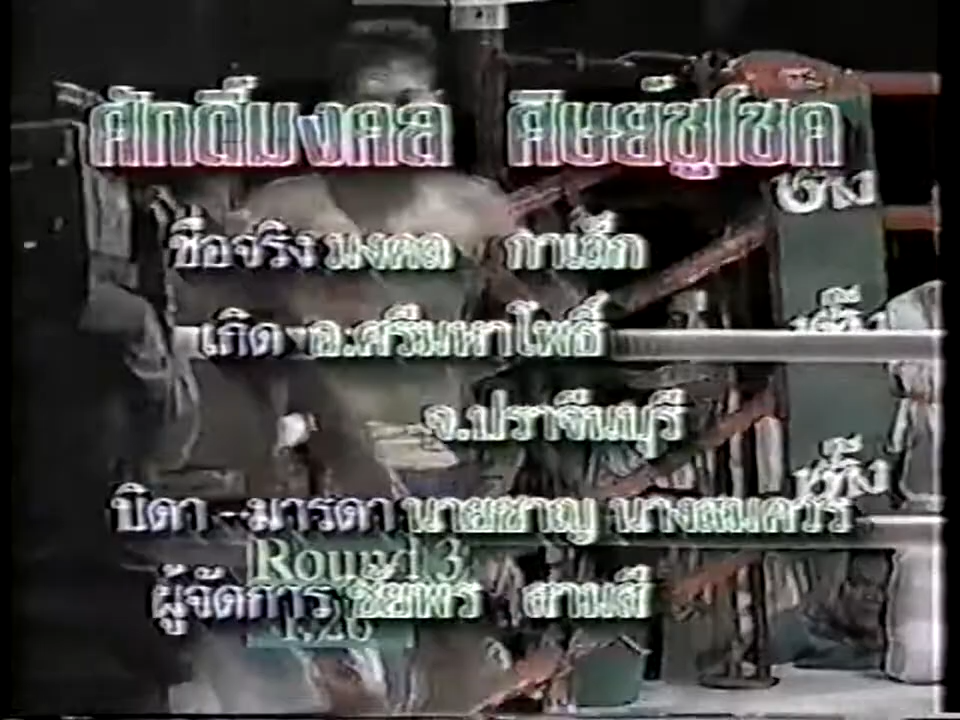 ศักดิ์มงคล ศิษย์ชูโชค
ชื่อจริง มงคล กาเด็ก
เกิด อ.ศรีมหาโพธิ์
จ.ปราจีนบุรี
บิดา - มารดา นายชาญ นางสมควร
Round 3
ผู้จัดการ ชัยพร สามสี
1.26